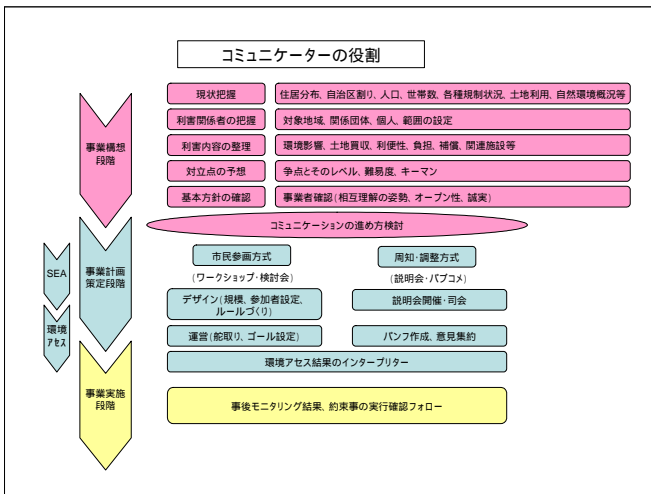 コミュニケーターの役割
事業構想
段階
現状把握
住居分布、自治区割り、人口、世帯数、各種規制状況、土地利用、自然環境概況等
利害関係者の把握
対象地域、関係団体、個人、範囲の設定
利害内容の整理
環境影響、土地買収、利便性、負担、補償、関連施設等
対立点の予想
争点とそのレベル、難易度、キーマン
基本方針の確認
事業者確認(相互理解の姿勢、オープン性、誠実)
コミュニケーションの進め方検討
SEA
環境
アセス
事業計画
策定段階
市民参画方式
(ワークショップ・検討会)
周知・調整方式
(説明会・パブコメ)
デザイン(規模、参加者設定、
ルールづくり)
説明会開催・司会
運営(舵取り、ゴール設定)
パンフ作成、意見集約
環境アセス結果のインタープリター
事業実施
段階
事後モニタリング結果、約束事の実行確認フォロー